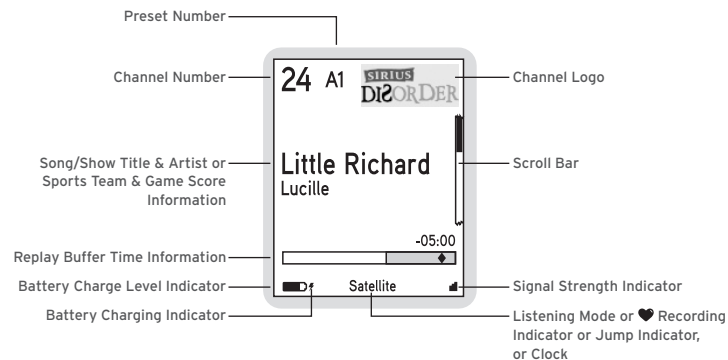 Preset Number
Channel Number
24 A1
SIRIUS
DISORDER
Channel Logo
Song/Show Title & Artist or
Sports Team & Game Score
Information
Little Richard
Lucille
Scroll Bar
-05:00
Replay Buffer Time Information
Battery Charge Level Indicator
Satellite
Signal Strength Indicator
Battery Charging Indicator
Listening Mode or ♥ Recording
Indicator or Jump Indicator,
or Clock